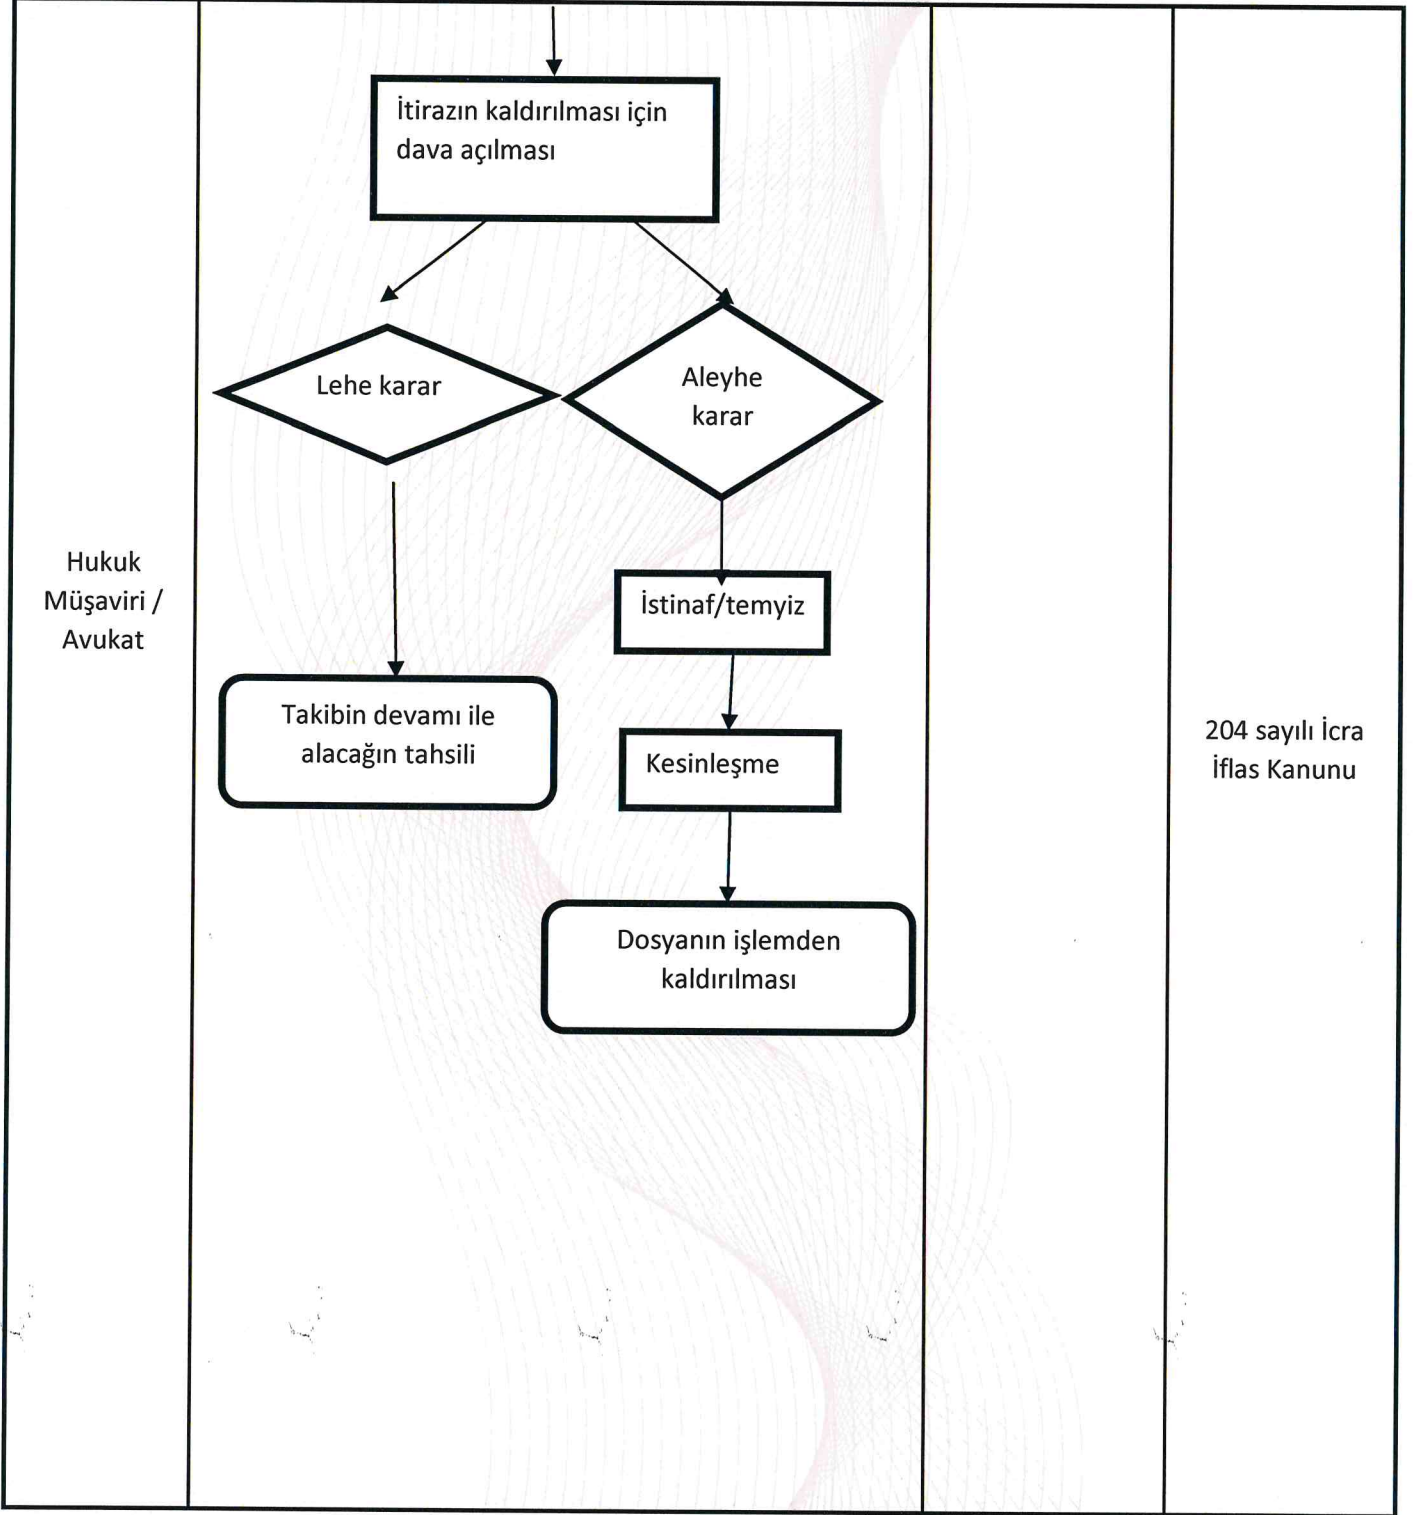 İtirazın kaldırılması için
dava açılması
Lehe karar
Aleyhe
karar
Hukuk
Müşaviri /
Avukat
İstinaf/temyiz
Takibin devamı ile
alacağın tahsili
Kesinleşme
204 sayılı İcra
İflas Kanunu
Dosyanın işlemden
kaldırılması